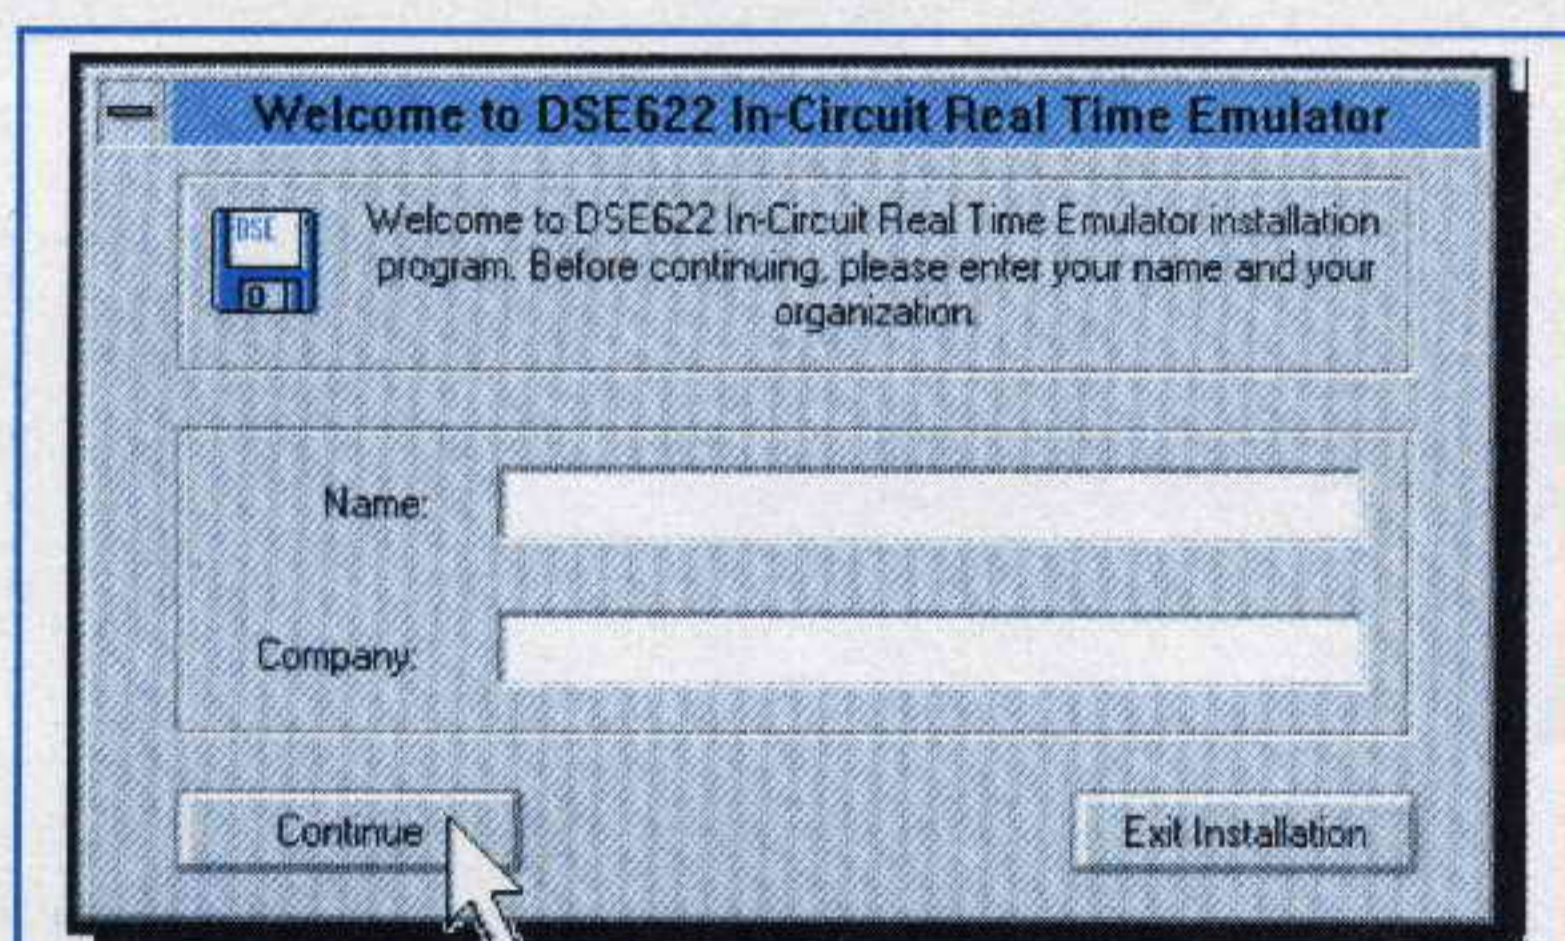 Welcome to DSE622 In-Circuit Real Time Emulator
DSE
Welcome to DSE622 In-Circuit Real Time Emulator installation
program. Before continuing, please enter your name and your
organization.
Name:
Company:
Continue
Exit Installation